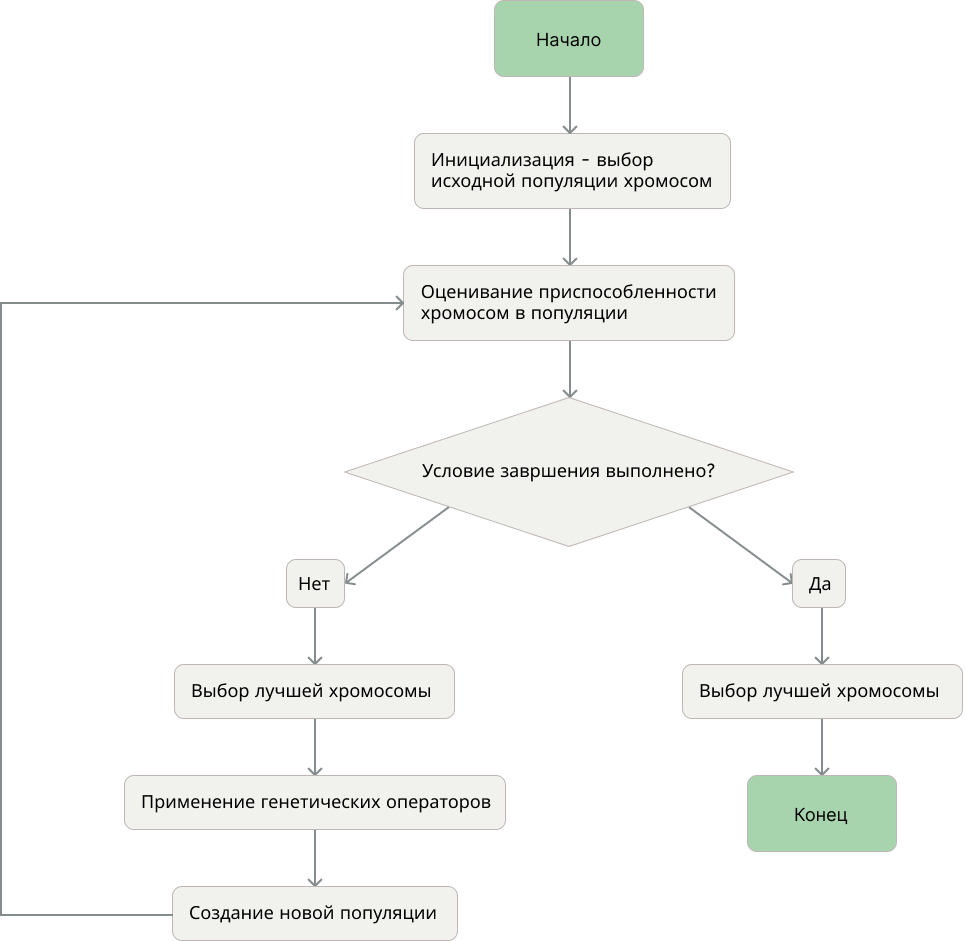 Начало
Инициализация - выбор
исходной популяции хромосом
Оценивание приспособленности
хромосом в популяции
Условие завршения выполнено?
Нет
Да
Выбор лучшей хромосомы
Выбор лучшей хромосомы
Применение генетических операторов
Конец
Создание новой популяции